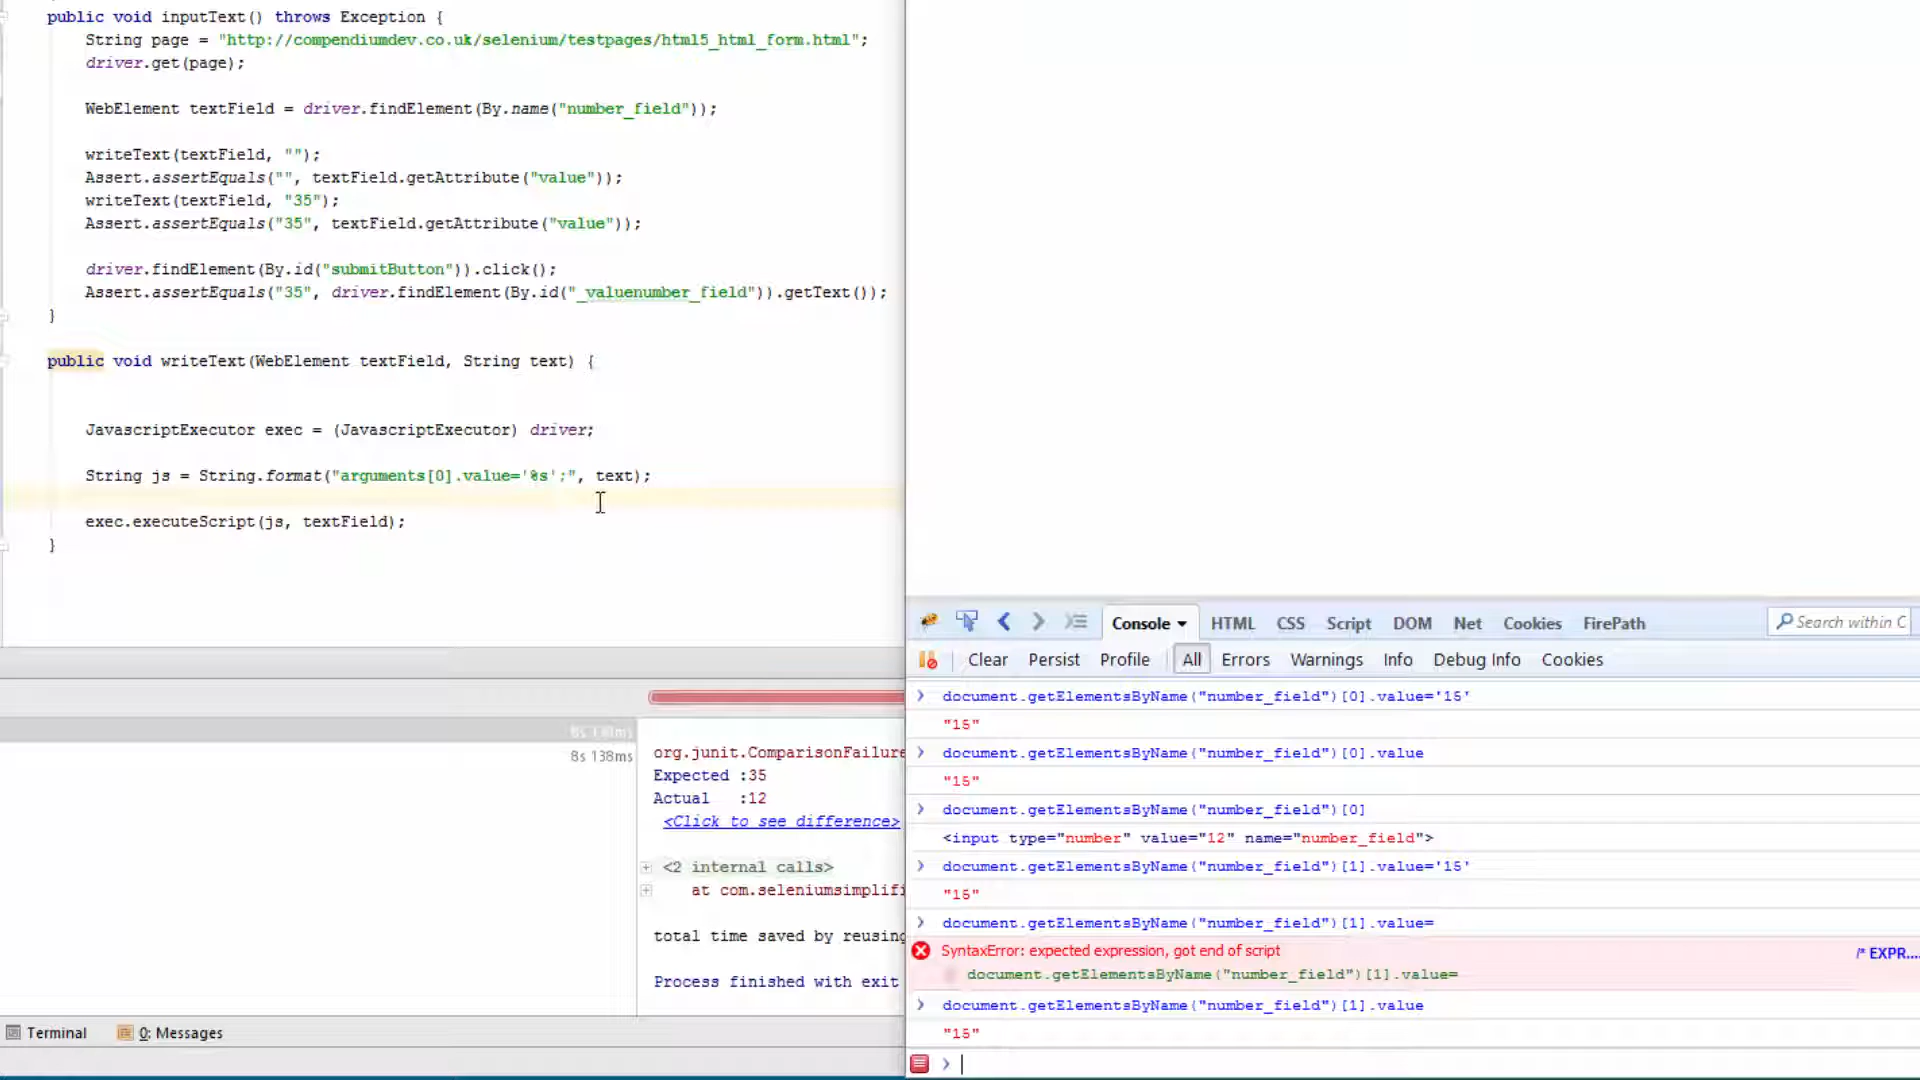 public void inputText() throws Exception {
String page = "http://compendiumdev.co.uk/selenium/testpages/html5_html_form.html";
driver.get(page);
WebElement textField = driver.findElement(By.name("number_field"));
writeText(textField, "");
Assert.assertEquals("", textField.getAttribute("value"));
writeText(textField, "35");
Assert.assertEquals("35", textField.getAttribute("value"));
driver.findElement(By.id("submitButton")).click();
Assert.assertEquals("35", driver.findElement(By.id("_valuenumber_field")).getText());
}
public void writeText(WebElement textField, String text) {
JavascriptExecutor exec = (JavascriptExecutor) driver;
String js = String.format("arguments[0].value='%s';", text);
exec.executeScript(js, textField);
}
8s 138ms
8s 138ms
org.junit.ComparisonFailure
Expected :35
Actual :12
<Click to see difference>
<2 internal calls>
at com.seleniumsimplifi
total time saved by reusing
Process finished with exit
Terminal
0: Messages
Console HTML CSS Script DOM Net Cookies FirePath Search within C
Clear Persist Profile All Errors Warnings Info Debug Info Cookies
document.getElementsByName("number_field")[0].value='15'
"15"
document.getElementsByName("number_field")[0].value
"15"
document.getElementsByName("number_field")[0]
<input type="number" value="12" name="number_field">
document.getElementsByName("number_field")[1].value='15'
"15"
document.getElementsByName("number_field")[1].value=
SyntaxError: expected expression, got end of script /* EXPR....
document.getElementsByName("number_field")[1].value=
document.getElementsByName("number_field")[1].value
"15"